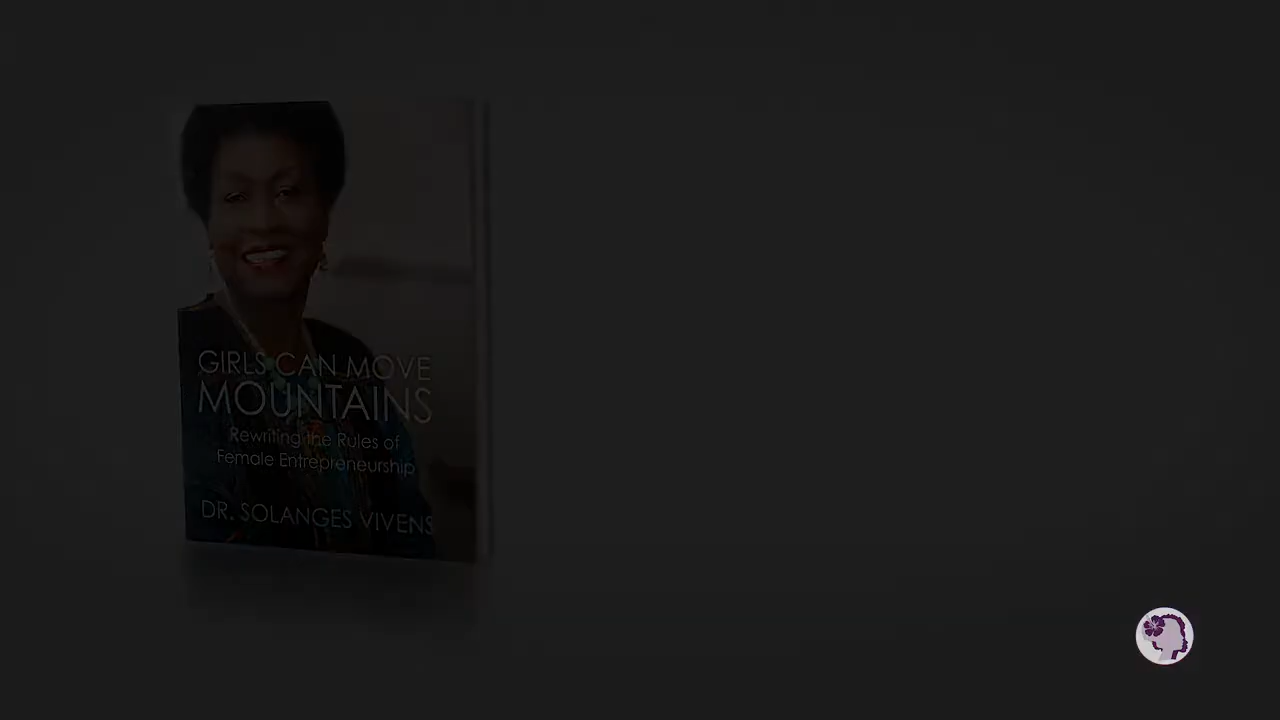 GIRLS CAN MOVE
MOUNTAINS
Rewriting the Rules of
Female Entrepreneurship
DR. SOLANGES VIVENS